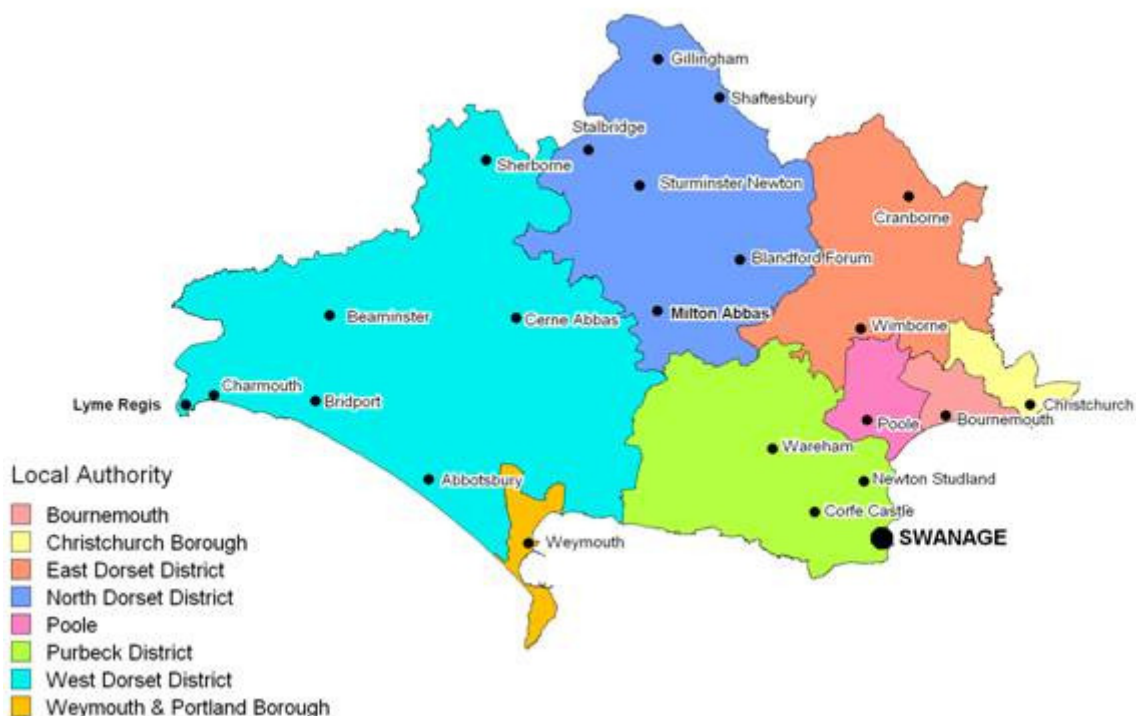 Gillingham
Shaftesbury
Stalbridge
Sherborne
Sturminster Newton
Cranborne
Blandford Forum
Milton Abbas
Beaminster
Cerne Abbas
Wimborne
Charmouth
Lyme Regis
Bridport
Christchurch
Poole
Bournemouth
Wareham
Abbotsbury
Newton Studland
Corfe Castle
SWANAGE
Weymouth
Local Authority
Bournemouth
Christchurch Borough
East Dorset District
North Dorset District
Poole
Purbeck District
West Dorset District
Weymouth & Portland Borough